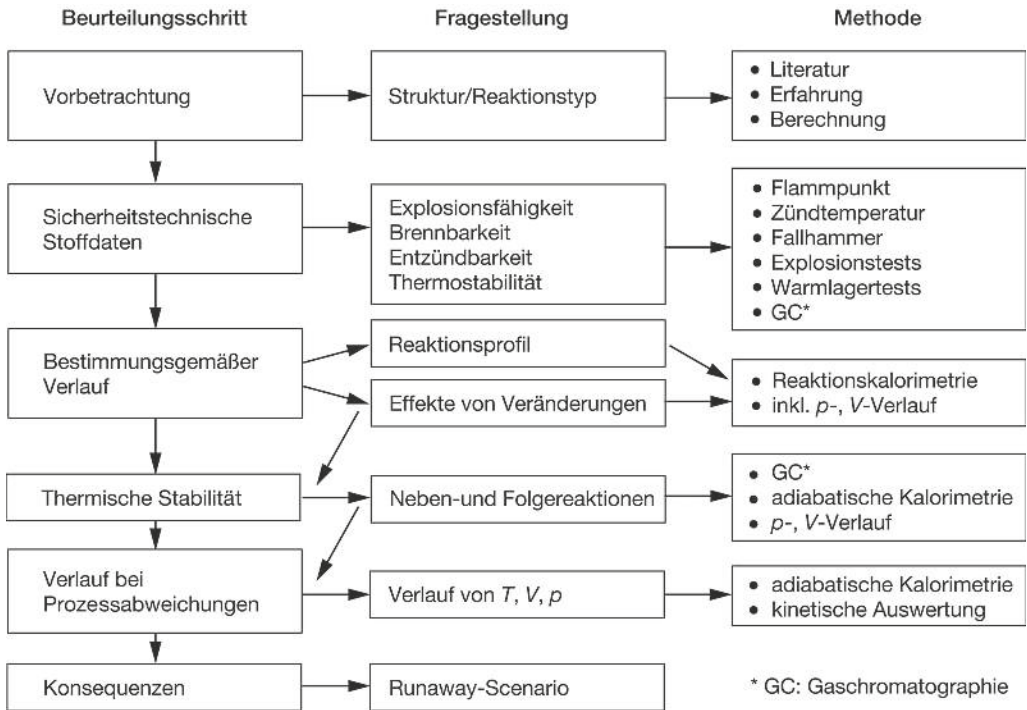 Beurteilungsschritt
Fragestellung
Methode
Vorbetrachtung
Struktur/Reaktionstyp
• Literatur
• Erfahrung
• Berechnung
Sicherheitstechnische
Stoffdaten
Explosionsfähigkeit
Brennbarkeit
Entzündbarkeit
Thermostabilität
• Flammpunkt
• Zündtemperatur
• Fallhammer
• Explosionstests
• Warmlagertests
• GC*
Bestimmungsgemäßer
Verlauf
Reaktionsprofil
Effekte von Veränderungen
• Reaktionskalorimetrie
• inkl. p-, V-Verlauf
Thermische Stabilität
Neben-und Folgereaktionen
• GC*
• adiabatische Kalorimetrie
• p-, V-Verlauf
Verlauf bei
Prozessabweichungen
Verlauf von T, V, p
• adiabatische Kalorimetrie
• kinetische Auswertung
Konsequenzen
Runaway-Scenario
* GC: Gaschromatographie